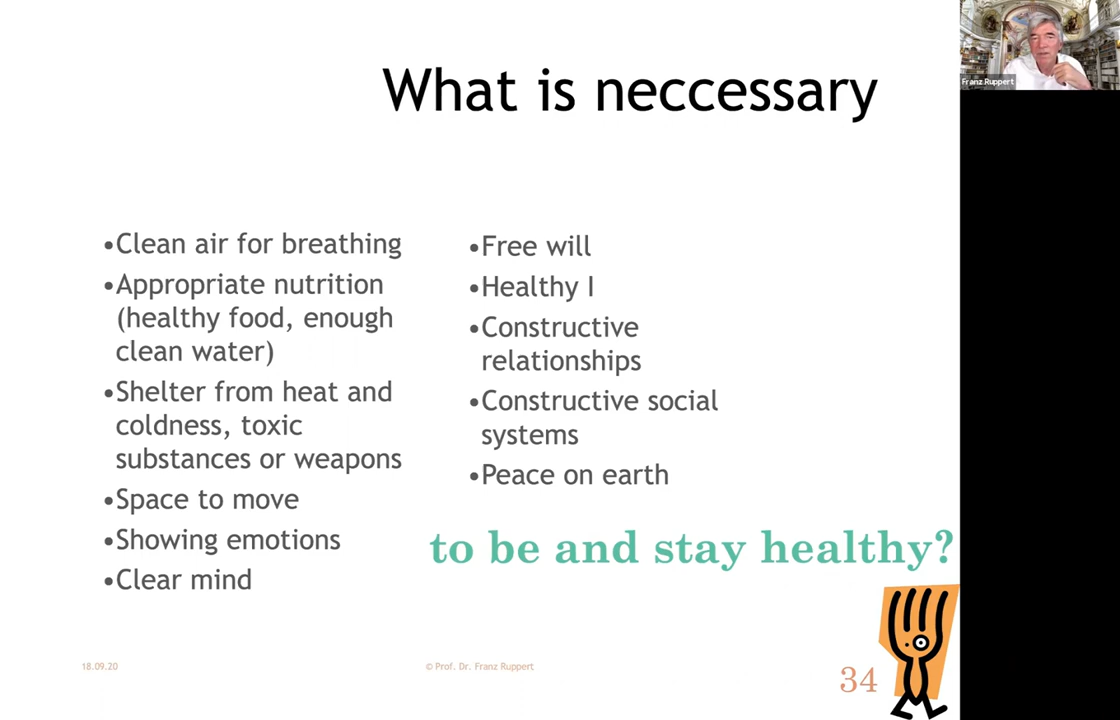 What is neccessary
•Clean air for breathing
•Appropriate nutrition
(healthy food, enough
clean water)
•Shelter from heat and
coldness, toxic
substances or weapons
•Space to move
•Showing emotions
•Clear mind
•Free will
•Healthy I
•Constructive
relationships
•Constructive social
systems
•Peace on earth
to be and stay healthy?
18.09.20
© Prof. Dr. Franz Ruppert
34
Franz Ruppert